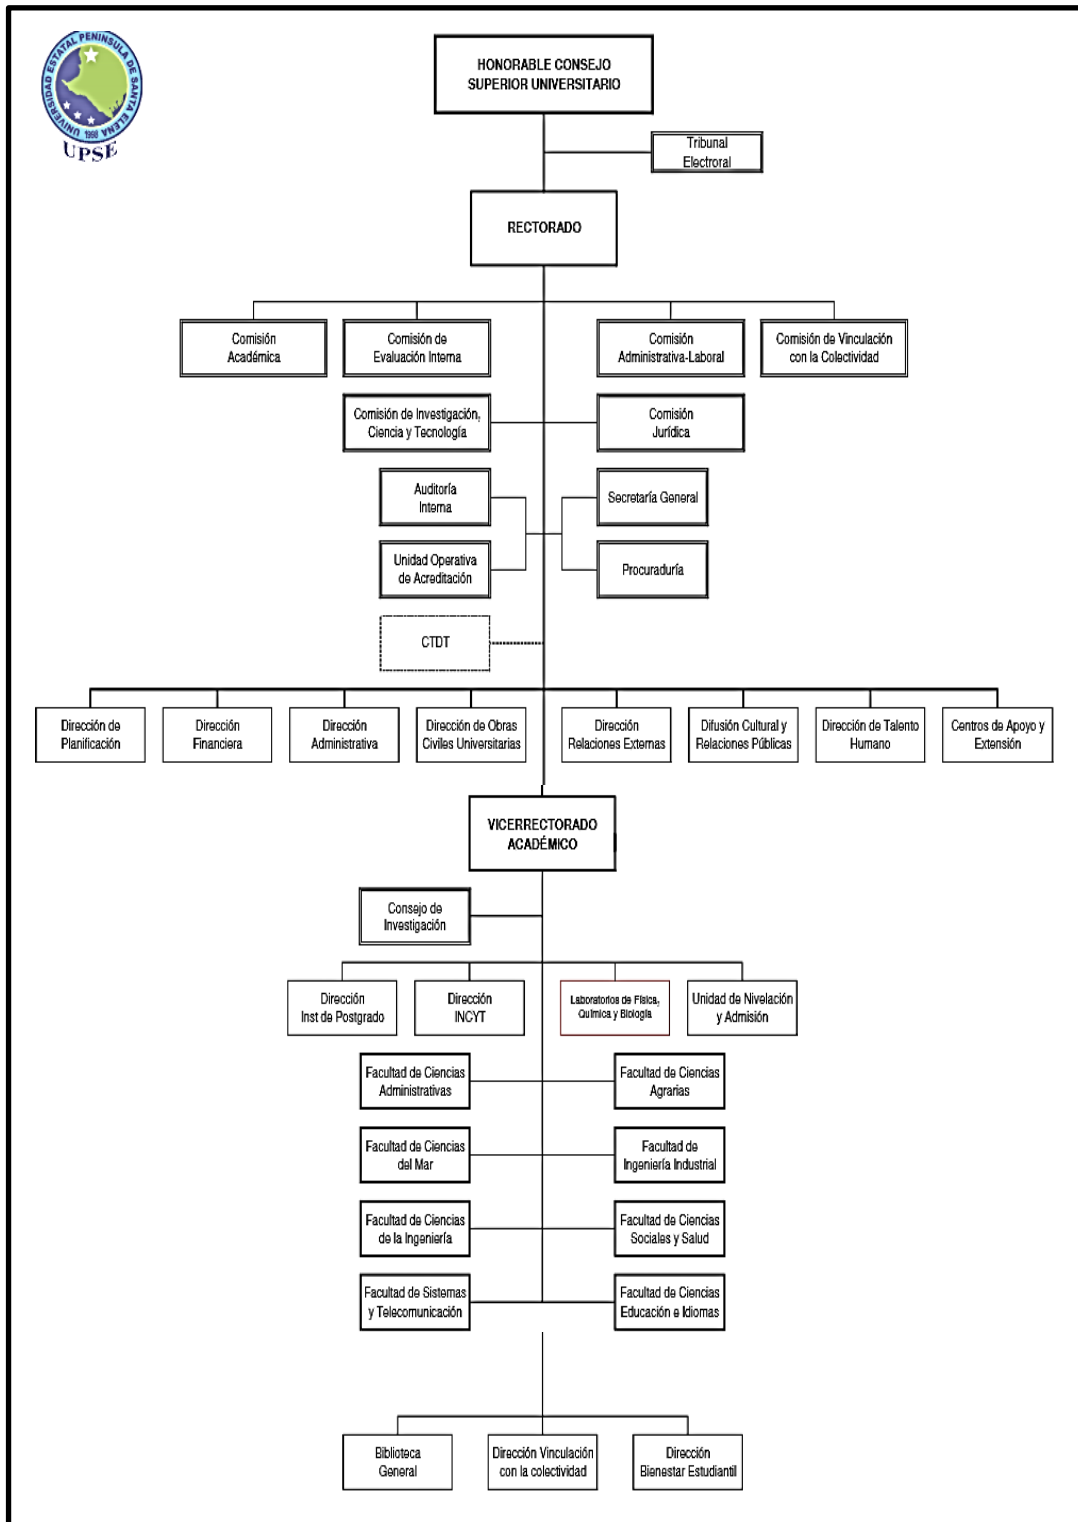 UNIVERSIDAD ESTATAL PENINSULA DE SANTA ELENA
1998
UPSE
HONORABLE CONSEJO
SUPERIOR UNIVERSITARIO
Tribunal
Electroral
RECTORADO
Comisión
Académica
Comisión de
Evaluación Interna
Comisión
Administrativa-Laboral
Comisión de Vinculación
con la Colectividad
Comisión de Investigación,
Ciencia y Tecnología
Comisión
Jurídica
Auditoría
Interna
Secretaría General
Unidad Operativa
de Acreditación
Procuraduría
CTDT
Dirección de
Planificación
Dirección
Financiera
Dirección
Administrativa
Dirección de Obras
Civiles Universitarias
Dirección
Relaciones Externas
Difusión Cultural y
Relaciones Públicas
Dirección de Talento
Humano
Centros de Apoyo y
Extensión
VICERRECTORADO
ACADÉMICO
Consejo de
Investigación
Dirección
Inst de Postgrado
Dirección
INCYT
Laboratorios de Física,
Química y Biología
Unidad de Nivelación
y Admisión
Facultad de Ciencias
Administrativas
Facultad de Ciencias
Agrarias
Facultad de Ciencias
del Mar
Facultad de
Ingeniería Industrial
Facultad de Ciencias
de la Ingeniería
Facultad de Ciencias
Sociales y Salud
Facultad de Sistemas
y Telecomunicación
Facultad de Ciencias
Educación e Idiomas
Biblioteca
General
Dirección Vinculación
con la colectividad
Dirección
Bienestar Estudiantil